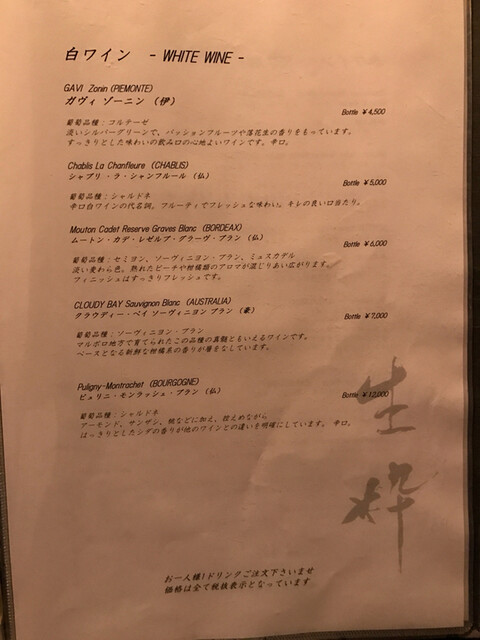 白ワイン - WHITE WINE -
GAVI Zonin (PIEMONTE)
ガヴィ ゾーニン (伊)
Bottle ¥4,500
葡萄品種：コルテーゼ
淡いシルバーグリーンで、パッションフルーツや落花生の香りをもっています。
すっきりとした味わいの飲み口の心地よいワインです。辛口。
Chablis La Chanfleure (CHABLIS)
シャブリ・ラ・シャンフルール (仏)
Bottle ¥5,000
葡萄品種：シャルドネ
辛口白ワインの代名詞。フルーティでフレッシュな味わい。キレの良い口当たり。
Mouton Cadet Reserve Graves Blanc (BORDEAX)
ムートン・カデ・レゼルブ・グラーヴ・ブラン (仏)
Bottle ¥6,000
葡萄品種：セミヨン、ソーヴィニヨン・ブラン、ミュスカデル
淡い麦わら色。熟れたピーチや柑橘類のアロマが混じりあい広がります。
フィニッシュはすっきりフレッシュです。
CLOUDY BAY Sauvignon Blanc (AUSTRALIA)
クラウディー・ベイ ソーヴィニヨン ブラン (豪)
Bottle ¥7,000
葡萄品種：ソーヴィニヨン・ブラン
マルボロ地方で育てられたこの品種の真髄ともいえるワインです。
ベースとなる新鮮な柑橘系の香りが層をなしています。
Puligny-Montrachet (BOURGOGNE)
ピュリニ・モンラッシェ・ブラン (仏)
Bottle ¥12,000
葡萄品種：シャルドネ
アーモンド、サンザシ、桃などに加え、控えめながら
はっきりとしたシダの香りが他のワインとの違いを明確にしています。辛口。
生粋
お一人様1ドリンクご注文下さいませ
価格は全て税抜表示となっています